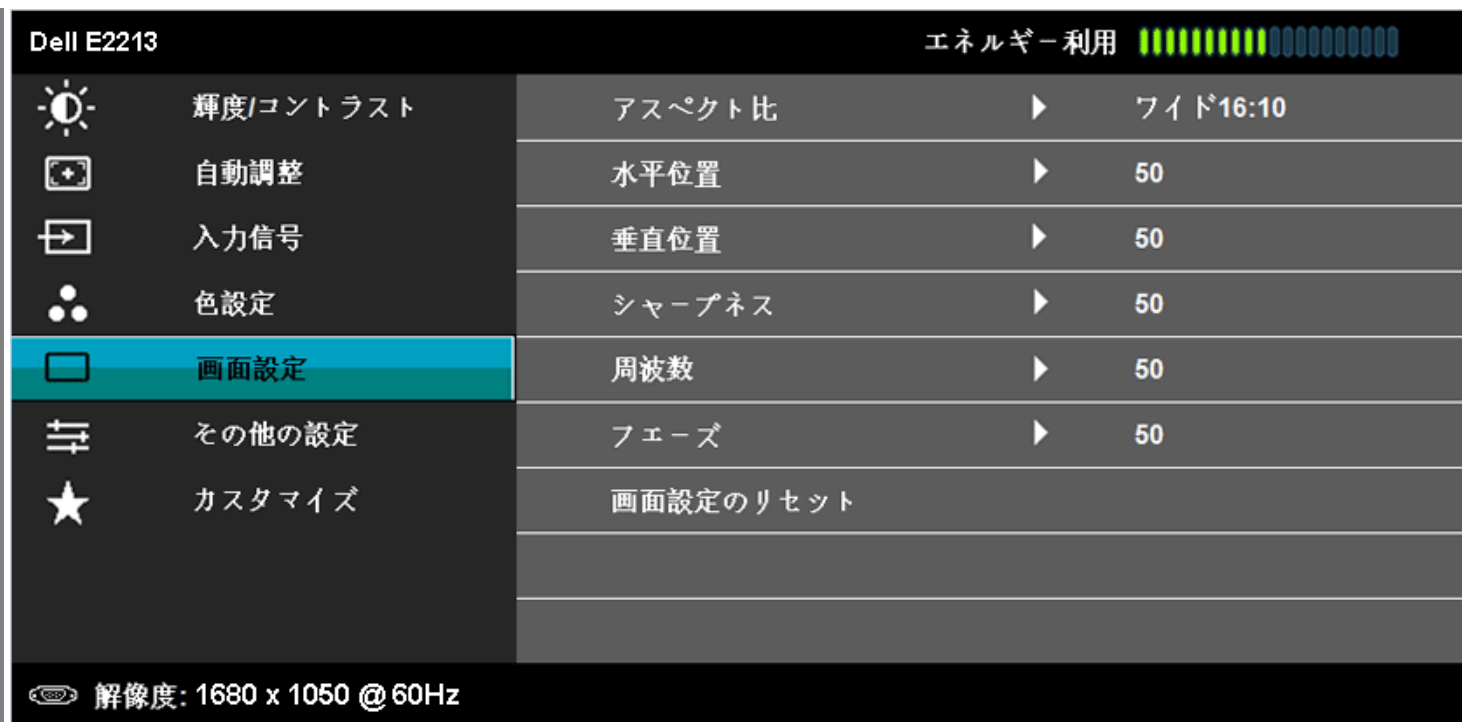 Dell E2213 エネルギー利用
輝度/コントラスト アスペクト比 ワイド16:10
自動調整 水平位置 50
入力信号 垂直位置 50
色設定 シャープネス 50
画面設定 周波数 50
その他の設定 フエーズ 50
カスタマイズ 画面設定のリセット
解像度: 1680 x 1050 @ 60Hz